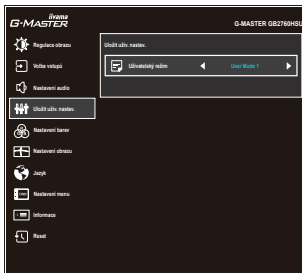 iiyama
G-MASTER
G-MASTER GB2760HSU
Regulace obrazu
Volba vstupů
Nastavení audio
Uložit uživ. nastav.
Nastavení barev
Nastavení obrazu
Jazyk
Nastavení menu
Informace
Reset
Uložit uživ. nastav.
Uživatelský režim
User Mode 1